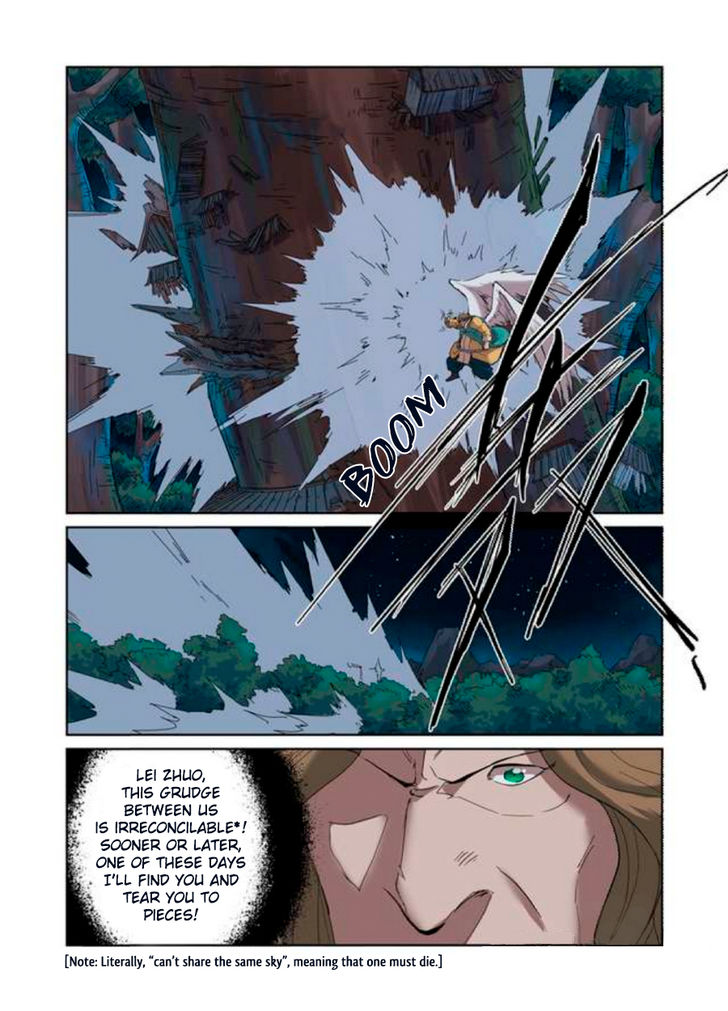 BOOM
LEI ZHUO,
THIS GRUDGE
BETWEEN US
IS IRRECONCILABLE*!
SOONER OR LATER,
ONE OF THESE DAYS
I'LL FIND YOU AND
TEAR YOU TO
PIECES!
[Note: Literally, “can't share the same sky”, meaning that one must die.]